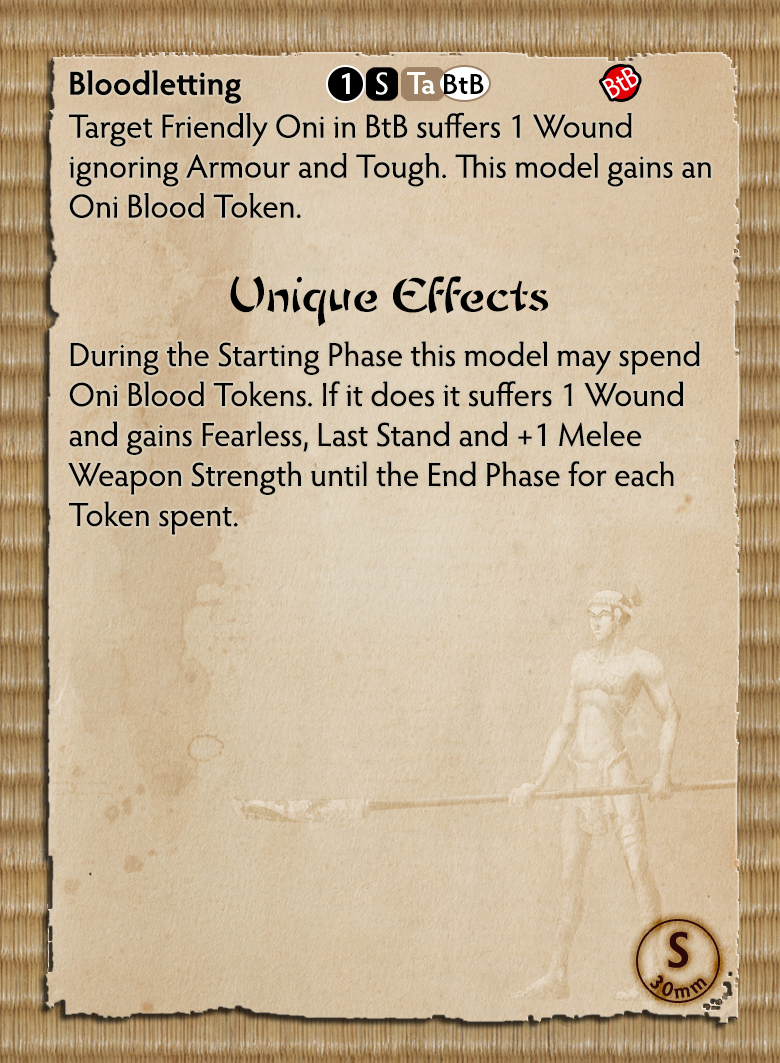 Bloodletting 1 S Ta BtB BtB
Target Friendly Oni in BtB suffers 1 Wound
ignoring Armour and Tough. This model gains an
Oni Blood Token.
Unique Effects
During the Starting Phase this model may spend
Oni Blood Tokens. If it does it suffers 1 Wound
and gains Fearless, Last Stand and +1 Melee
Weapon Strength until the End Phase for each
Token spent.
S
30mm